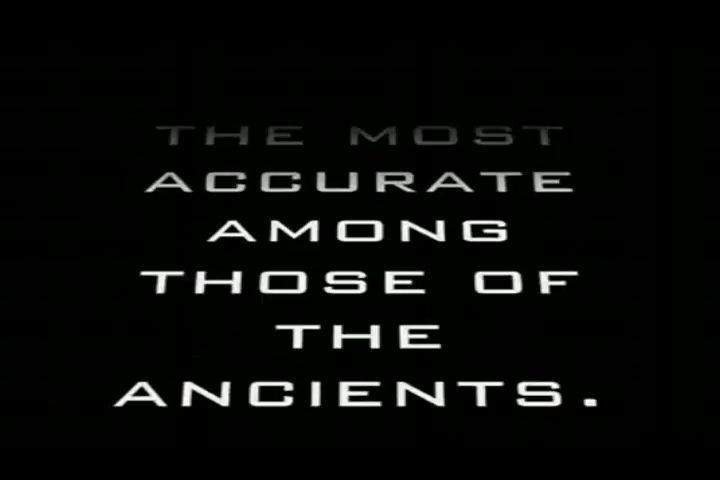 THE MOST
ACCURATE
AMONG
THOSE OF
THE
ANCIENTS.